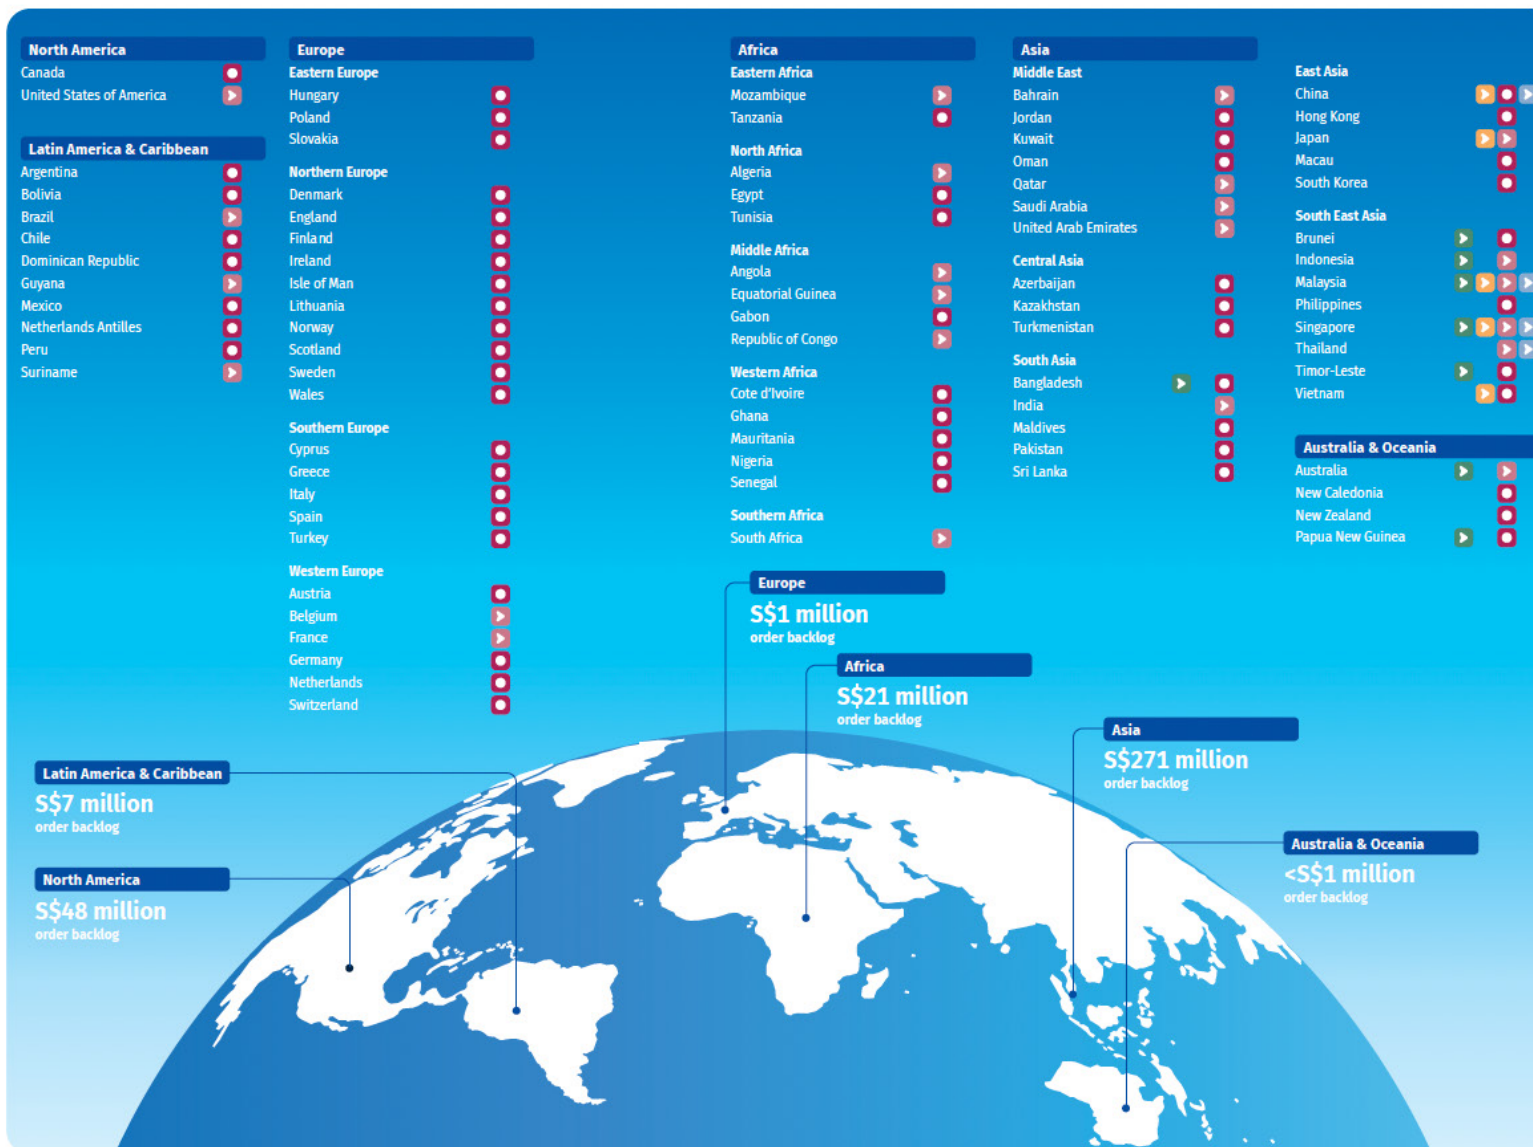 North America
Canada
United States of America
Latin America & Caribbean
Argentina
Bolivia
Brazil
Chile
Dominican Republic
Guyana
Mexico
Netherlands Antilles
Peru
Suriname
Europe
Eastern Europe
Hungary
Poland
Slovakia
Northern Europe
Denmark
England
Finland
Ireland
Isle of Man
Lithuania
Norway
Scotland
Sweden
Wales
Southern Europe
Cyprus
Greece
Italy
Spain
Turkey
Western Europe
Austria
Belgium
France
Germany
Netherlands
Switzerland
Africa
Eastern Africa
Mozambique
Tanzania
North Africa
Algeria
Egypt
Tunisia
Middle Africa
Angola
Equatorial Guinea
Gabon
Republic of Congo
Western Africa
Cote d'Ivoire
Ghana
Mauritania
Nigeria
Senegal
Southern Africa
South Africa
Asia
Middle East
Bahrain
Jordan
Kuwait
Oman
Qatar
Saudi Arabia
United Arab Emirates
Central Asia
Azerbaijan
Kazakhstan
Turkmenistan
South Asia
Bangladesh
India
Maldives
Pakistan
Sri Lanka
East Asia
China
Hong Kong
Japan
Macau
South Korea
South East Asia
Brunei
Indonesia
Malaysia
Philippines
Singapore
Thailand
Timor-Leste
Vietnam
Australia & Oceania
Australia
New Caledonia
New Zealand
Papua New Guinea
Europe
S$1 million
order backlog
Africa
S$21 million
order backlog
Asia
S$271 million
order backlog
Latin America & Caribbean
S$7 million
order backlog
Australia & Oceania
<S$1 million
order backlog
North America
S$48 million
order backlog